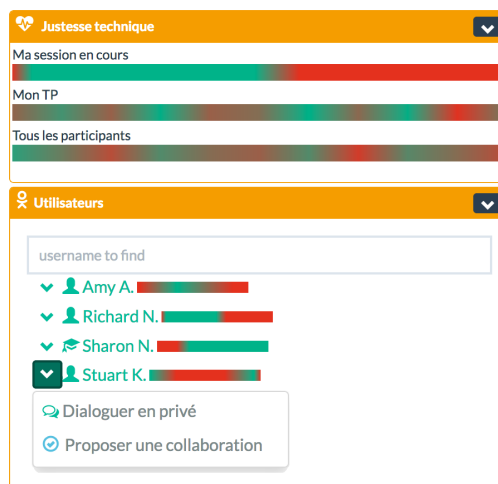 Justesse technique
Ma session en cours
Mon TP
Tous les participants
Utilisateurs
username to find
Amy A.
Richard N.
Sharon N.
Stuart K.
Dialoguer en privé
Proposer une collaboration